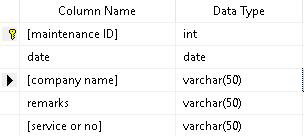 Column Name Data Type
[maintenance ID] int
date date
[company name] varchar(50)
remarks varchar(50)
[service or no] varchar(50)